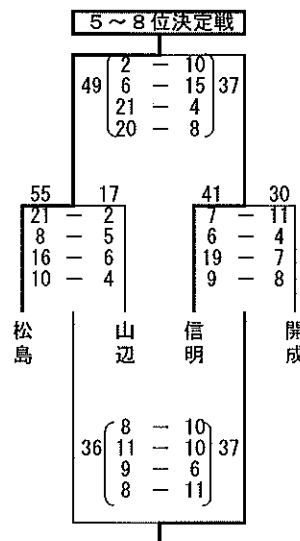 5～8位決定戦
49 2 － 10 37
6 － 15
21 － 4
20 － 8
55 17 41 30
21 － 2 7 － 11
8 － 5 6 － 4
16 － 6 19 － 7
10 － 4 9 － 8
松島 山辺 信明 開成
8 － 10
36 11 － 10 37
9 － 6
8 － 11